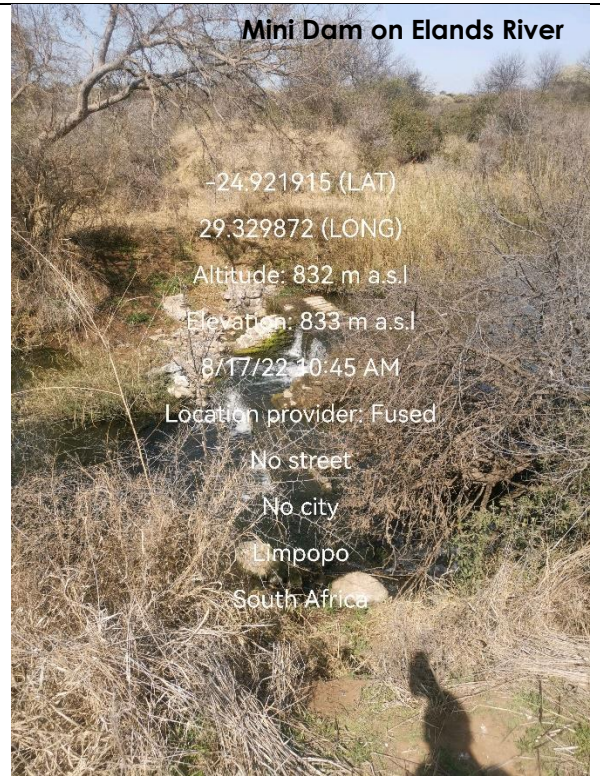 Mini Dam on Elands River
-24.921915 (LAT)
29.329872 (LONG)
Altitude: 832 m a.s.l
Elevation: 833 m a.s.l
8/17/22 10:45 AM
Location provider: Fused
No street
No city
Limpopo
South Africa